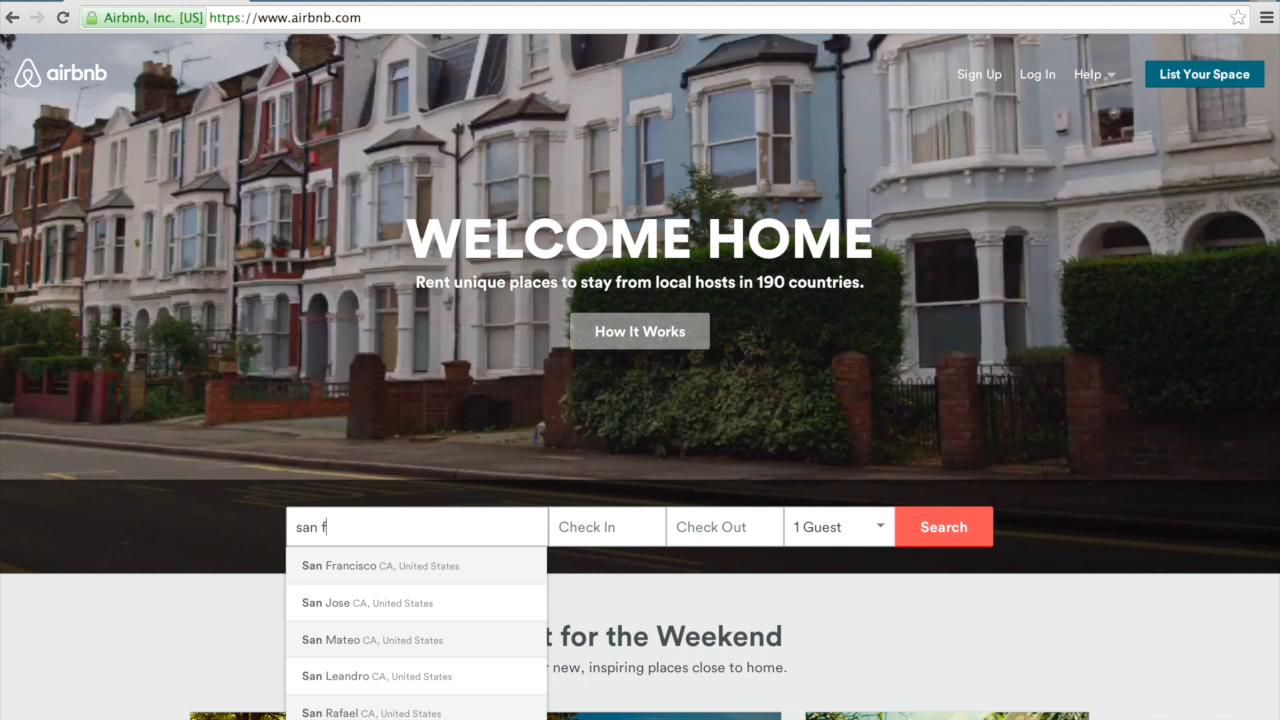 Airbnb, Inc. [US] https://www.airbnb.com
airbnb
Sign Up Log In Help List Your Space
WELCOME HOME
Rent unique places to stay from local hosts in 190 countries.
How It Works
san f Check In Check Out 1 Guest Search
San Francisco CA, United States
San Jose CA, United States
t for the Weekend
San Mateo CA, United States
new, inspiring places close to home.
San Leandro CA, United States
San Rafael CA, United States